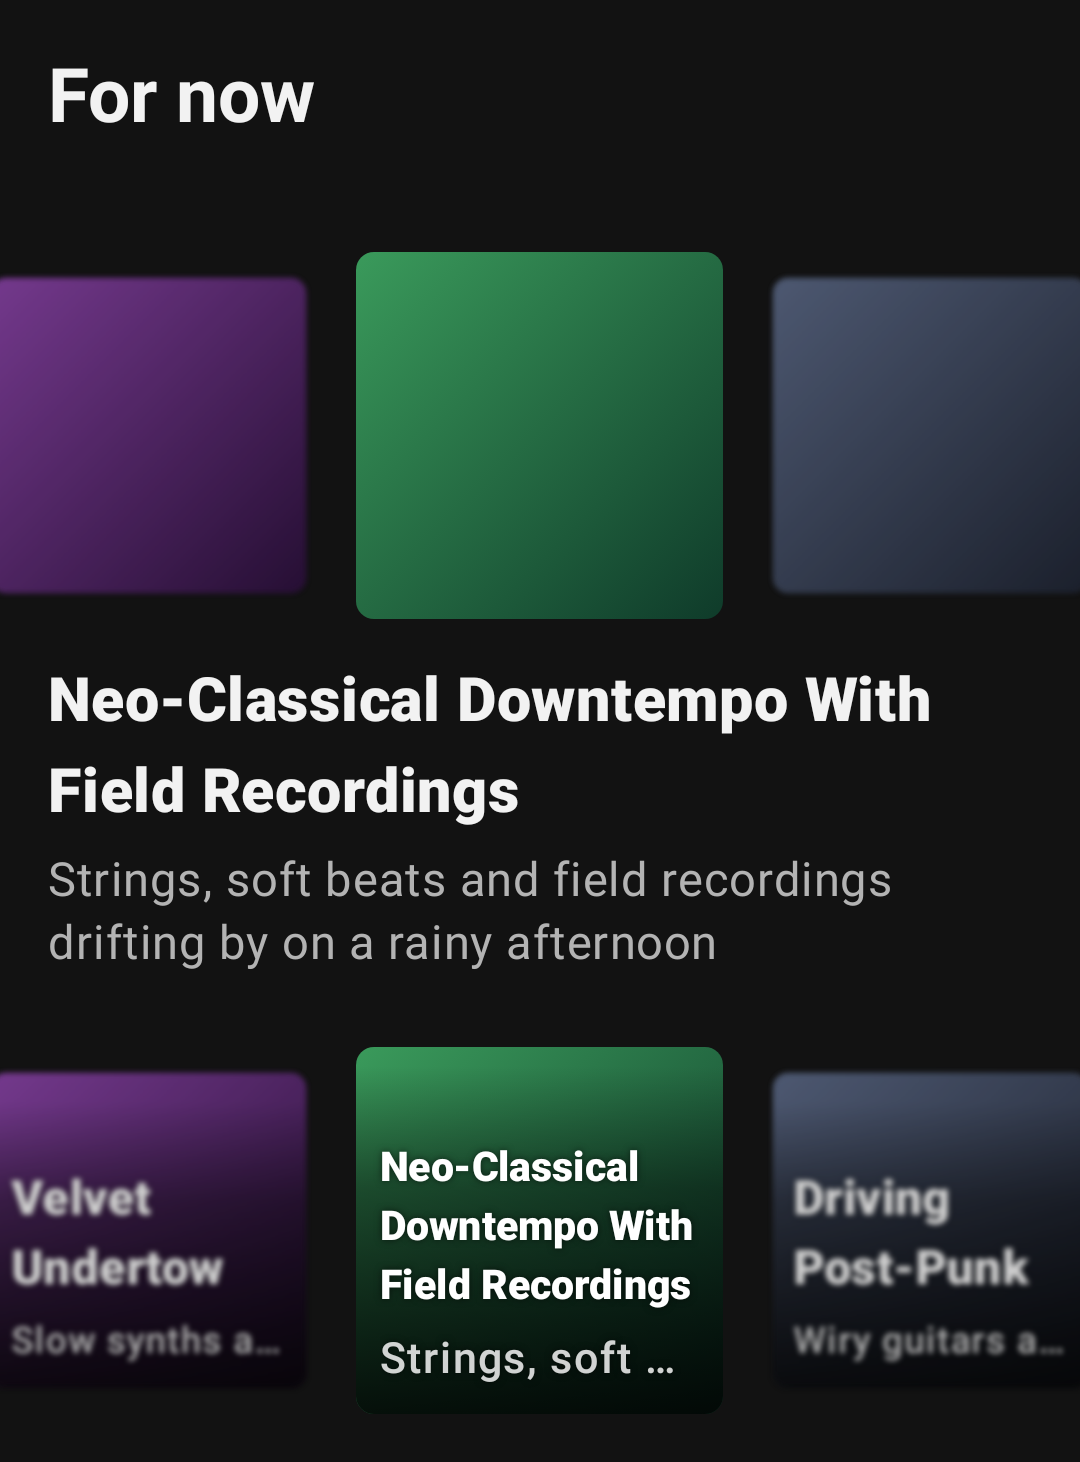 For now
Neo-Classical Downtempo With
Field Recordings
Strings, soft beats and field recordings
drifting by on a rainy afternoon
Velvet
Undertow
Slow synths a…
Neo-Classical
Downtempo With
Field Recordings
Strings, soft …
Driving
Post-Punk
Wiry guitars a…